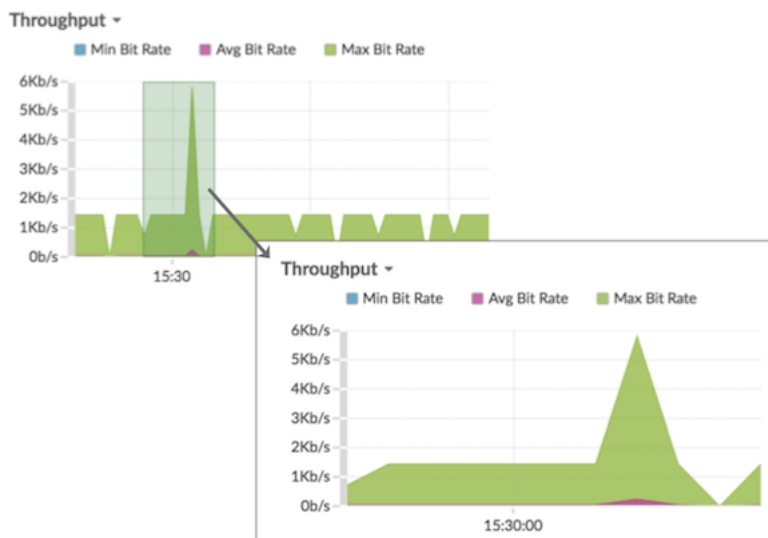 Throughput
Min Bit Rate Avg Bit Rate Max Bit Rate
6Kb/s
5Kb/s
4Kb/s
3Kb/s
2Kb/s
1Kb/s
0b/s
15:30
Throughput
Min Bit Rate Avg Bit Rate Max Bit Rate
6Kb/s
5Kb/s
4Kb/s
3Kb/s
2Kb/s
1Kb/s
0b/s
15:30:00